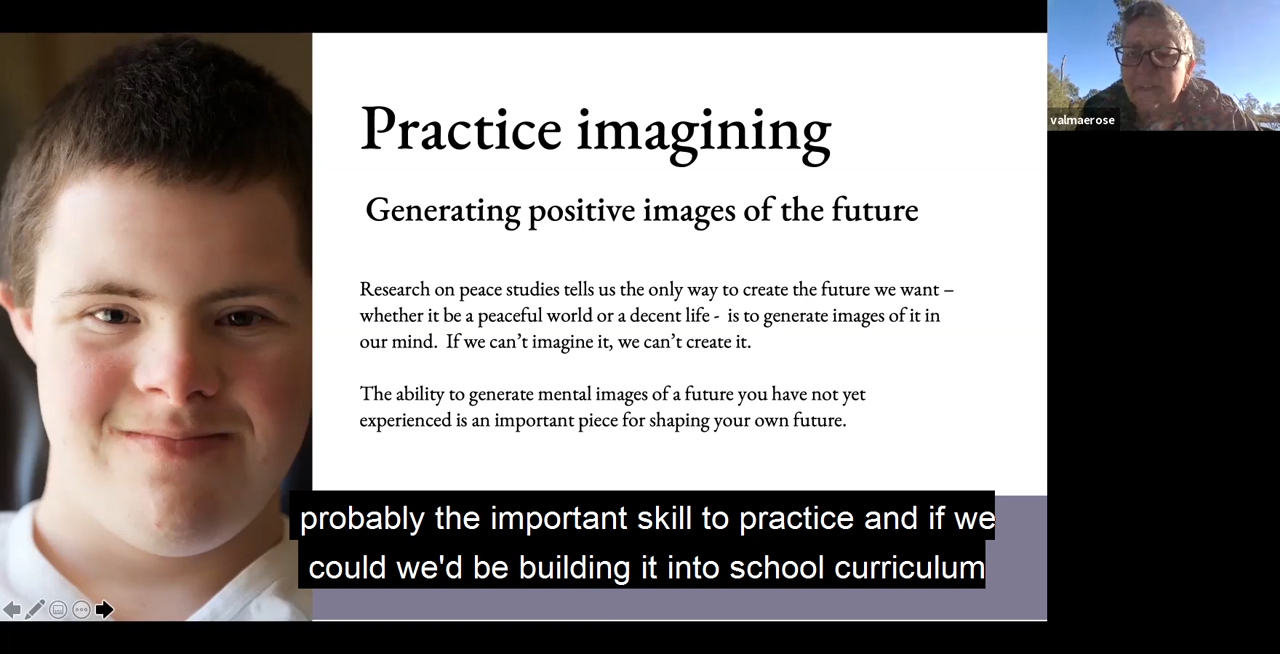 Practice imagining
Generating positive images of the future
Research on peace studies tells us the only way to create the future we want –
whether it be a peaceful world or a decent life -  is to generate images of it in
our mind.  If we can’t imagine it, we can’t create it.
The ability to generate mental images of a future you have not yet
experienced is an important piece for shaping your own future.
probably the important skill to practice and if we
could we'd be building it into school curriculum
valmaerose